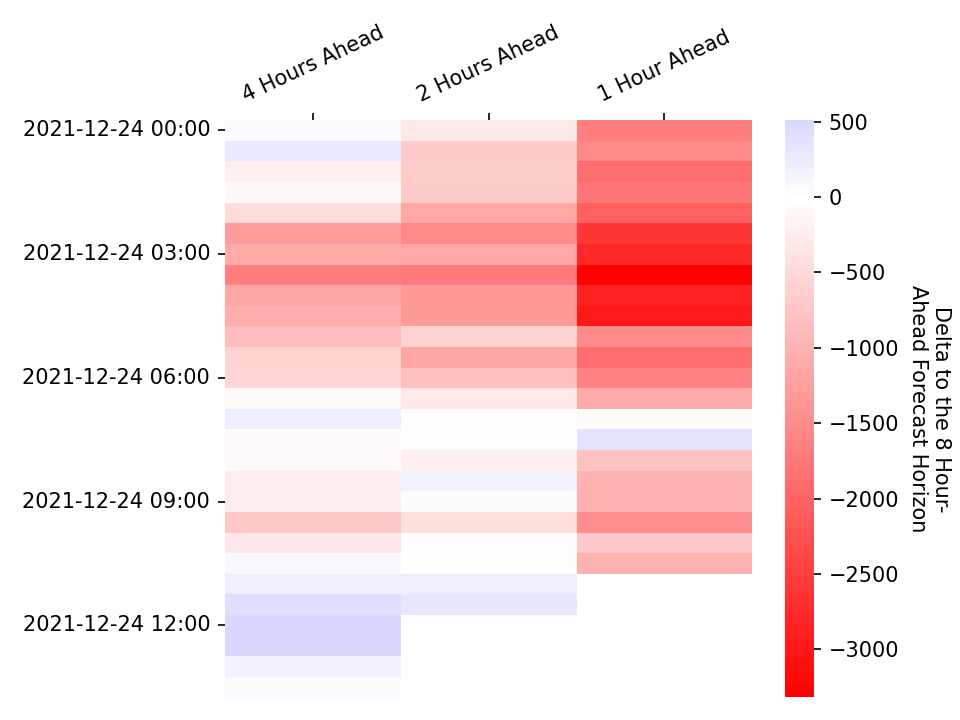 4 Hours Ahead
2 Hours Ahead
1 Hour Ahead
2021-12-24 00:00
2021-12-24 03:00
2021-12-24 06:00
2021-12-24 09:00
2021-12-24 12:00
500
0
−500
−1000
−1500
−2000
−2500
−3000
Delta to the 8 Hour-
Ahead Forecast Horizon